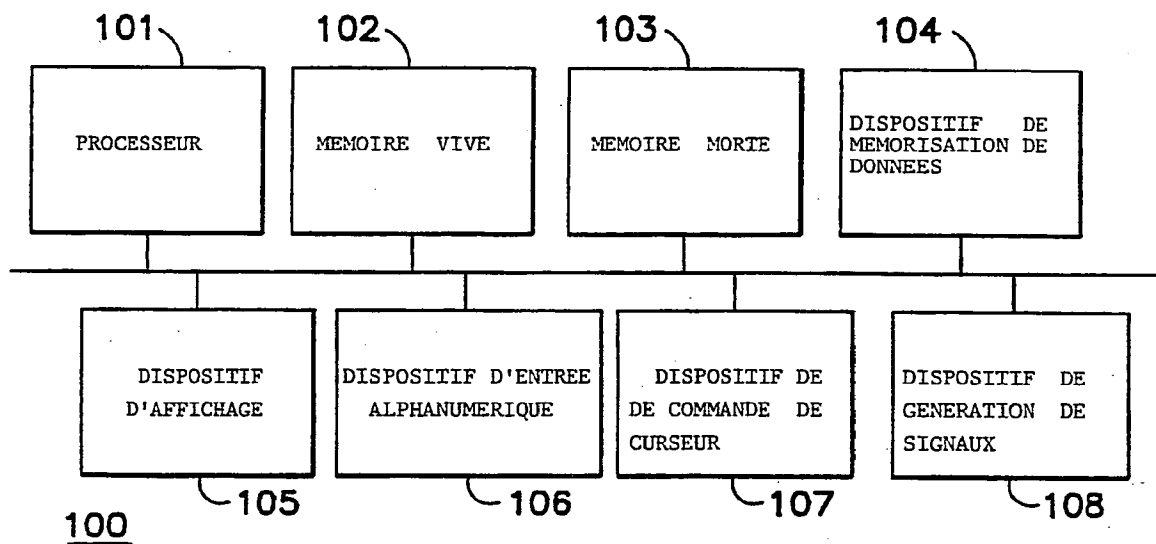 101
102
103
104
PROCESSEUR
MEMOIRE VIVE
MEMOIRE MORTE
DISPOSITIF DE
MEMORISATION DE
DONNEES
DISPOSITIF
D'AFFICHAGE
DISPOSITIF D'ENTREE
ALPHANUMERIQUE
DISPOSITIF DE
DE COMMANDE DE
CURSEUR
DISPOSITIF DE
GENERATION DE
SIGNAUX
105
106
107
108
100